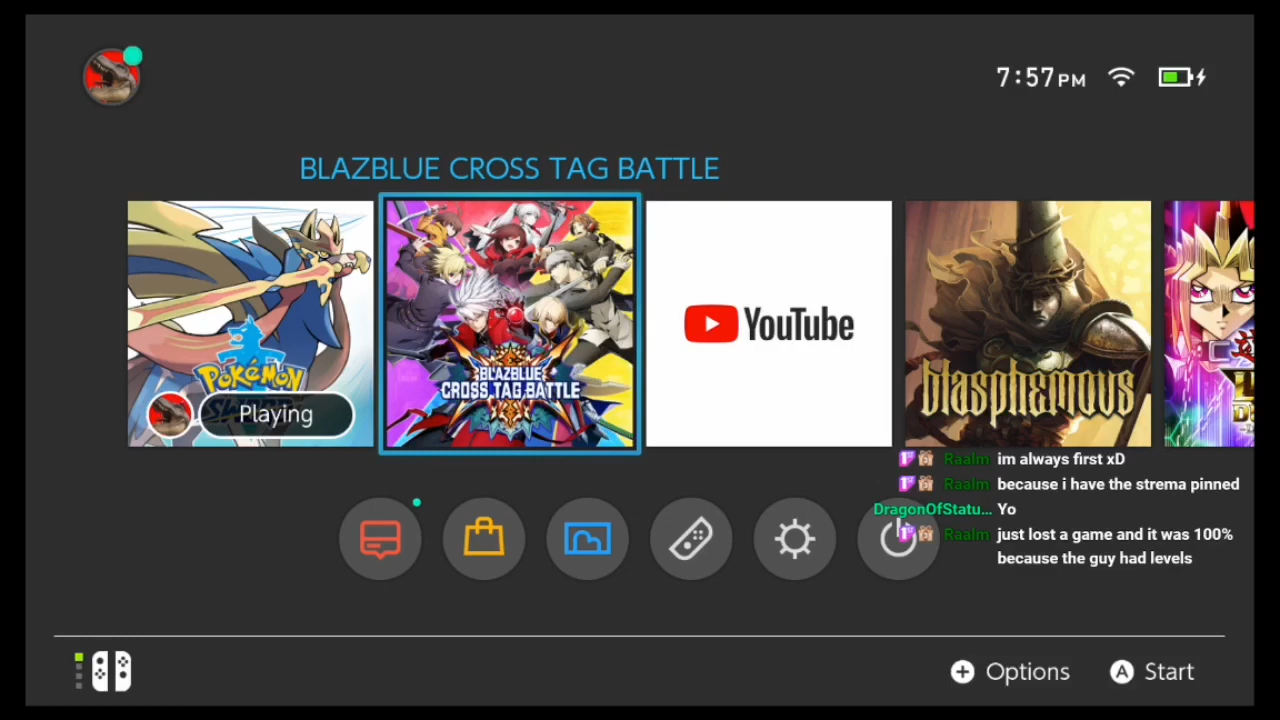 7:57PM
BLAZBLUE CROSS TAG BATTLE
POKéMON
SWORD
Playing
BLAZBLUE
CROSS TAG BATTLE
YouTube
blasphemous
Raalm im always first xD
Raalm because i have the strema pinned
DragonOfStatu... Yo
Raalm just lost a game and it was 100%
because the guy had levels
Options
A Start